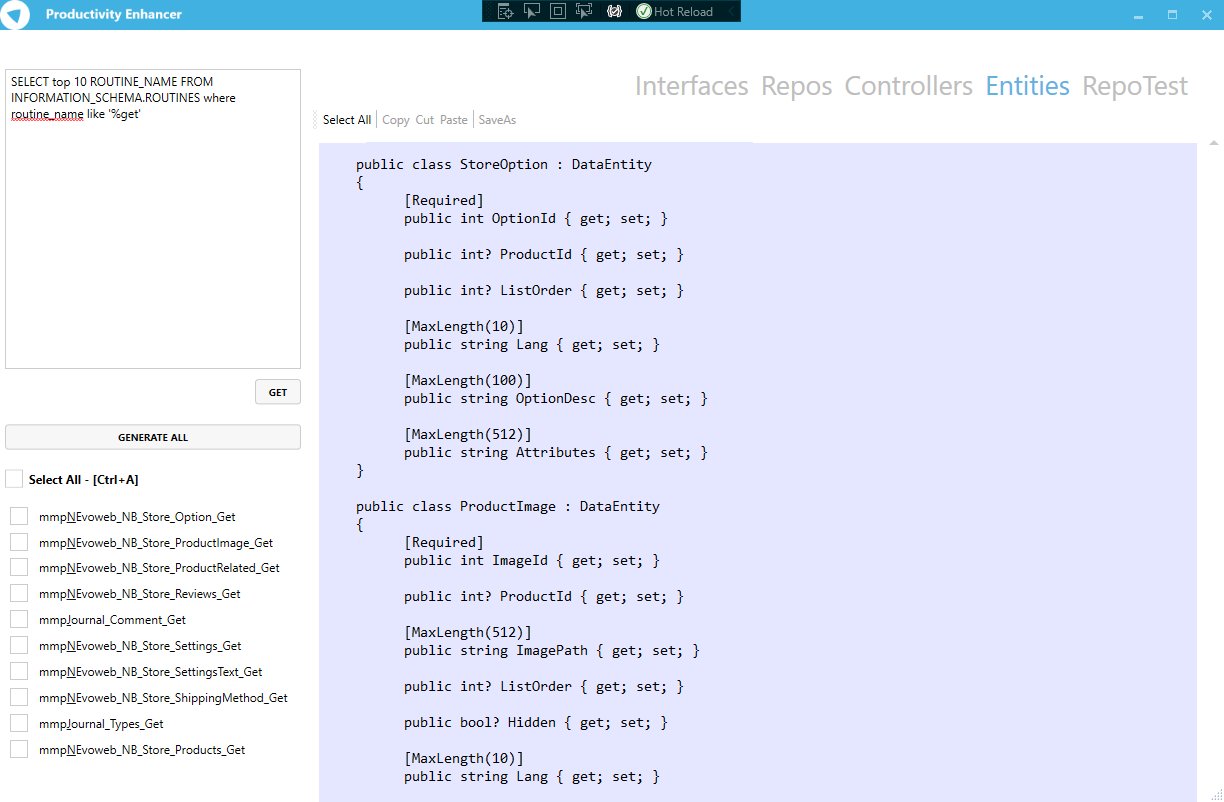 Productivity Enhancer
Hot Reload
SELECT top 10 ROUTINE_NAME FROM
INFORMATION_SCHEMA.ROUTINES where
routine_name like '%get'
GET
GENERATE ALL
Select All - [Ctrl+A]
mmpNEvoweb_NB_Store_Option_Get
mmpNEvoweb_NB_Store_ProductImage_Get
mmpNEvoweb_NB_Store_ProductRelated_Get
mmpNEvoweb_NB_Store_Reviews_Get
mmpJournal_Comment_Get
mmpNEvoweb_NB_Store_Settings_Get
mmpNEvoweb_NB_Store_SettingsText_Get
mmpNEvoweb_NB_Store_ShippingMethod_Get
mmpJournal_Types_Get
mmpNEvoweb_NB_Store_Products_Get
Interfaces Repos Controllers Entities RepoTest
Select All Copy Cut Paste SaveAs
public class StoreOption : DataEntity
{
[Required]
public int OptionId { get; set; }
public int? ProductId { get; set; }
public int? ListOrder { get; set; }
[MaxLength(10)]
public string Lang { get; set; }
[MaxLength(100)]
public string OptionDesc { get; set; }
[MaxLength(512)]
public string Attributes { get; set; }
}
public class ProductImage : DataEntity
{
[Required]
public int ImageId { get; set; }
public int? ProductId { get; set; }
[MaxLength(512)]
public string ImagePath { get; set; }
public int? ListOrder { get; set; }
public bool? Hidden { get; set; }
[MaxLength(10)]
public string Lang { get; set; }